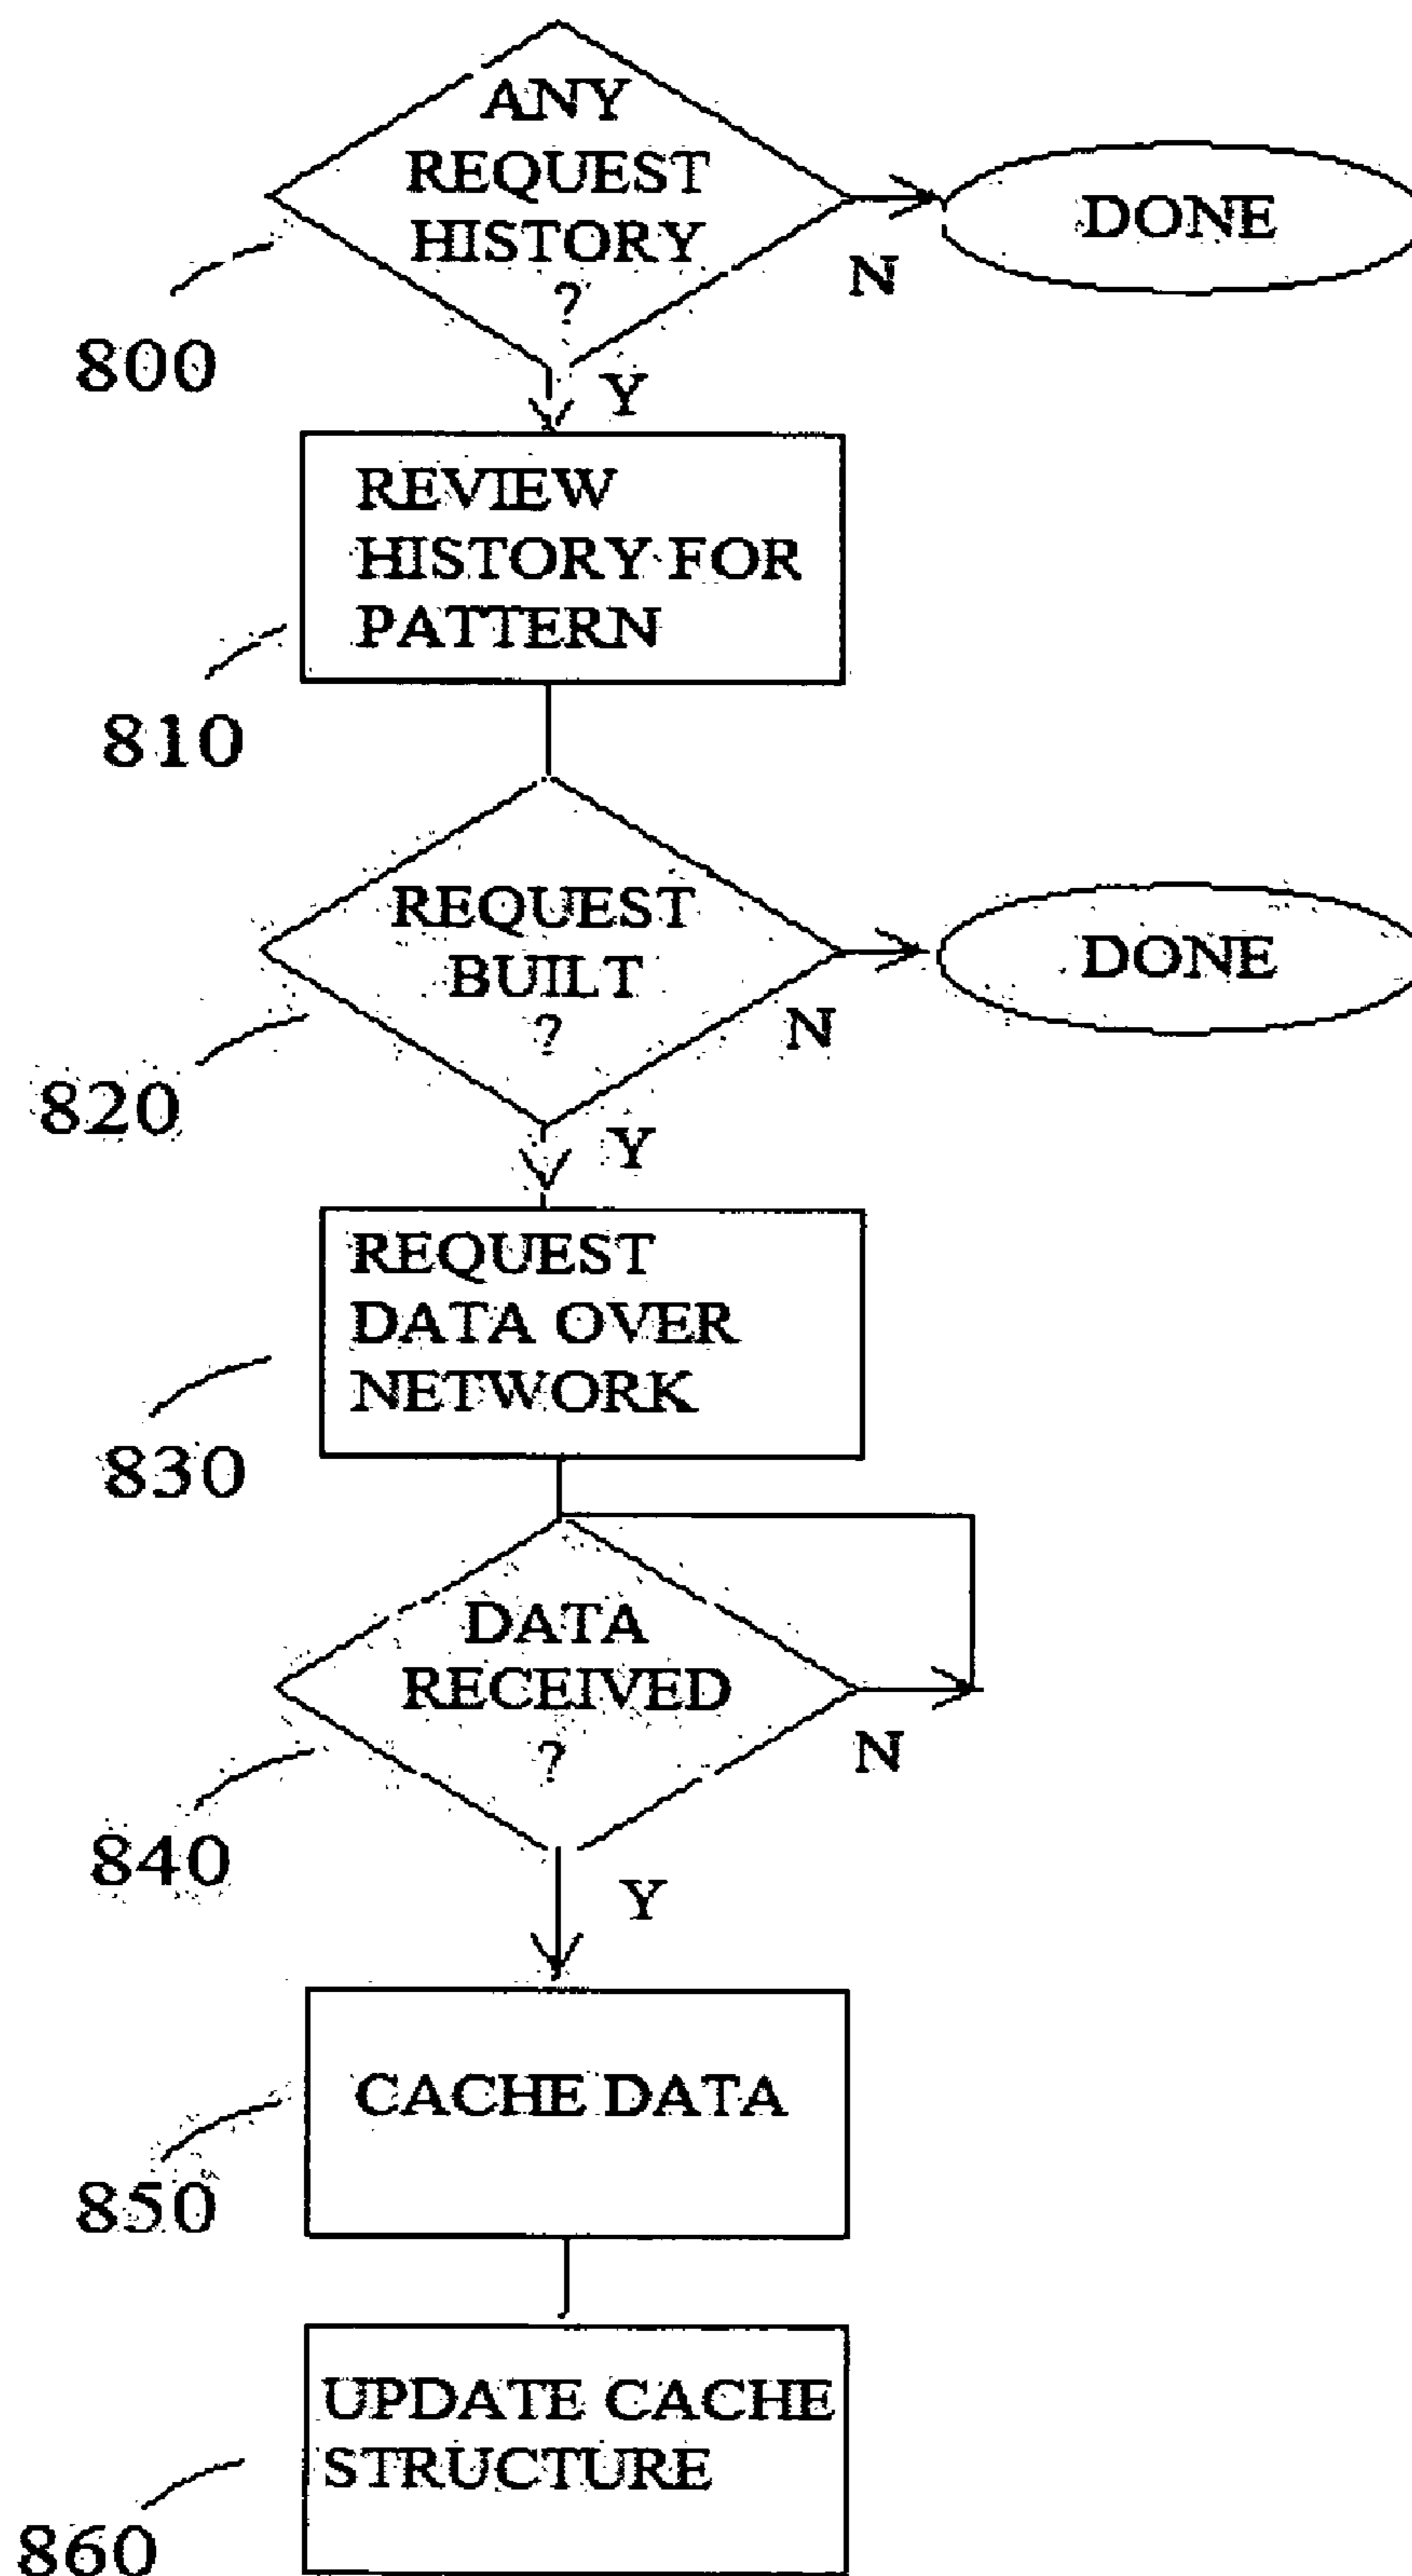 ANY
REQUEST
HISTORY
?
DONE
N
800
Y
REVIEW
HISTORY FOR
PATTERN
810
REQUEST
BUILT
?
DONE
N
820
Y
REQUEST
DATA OVER
NETWORK
830
DATA
RECEIVED
?
N
840
Y
CACHE DATA
850
UPDATE CACHE
STRUCTURE
860